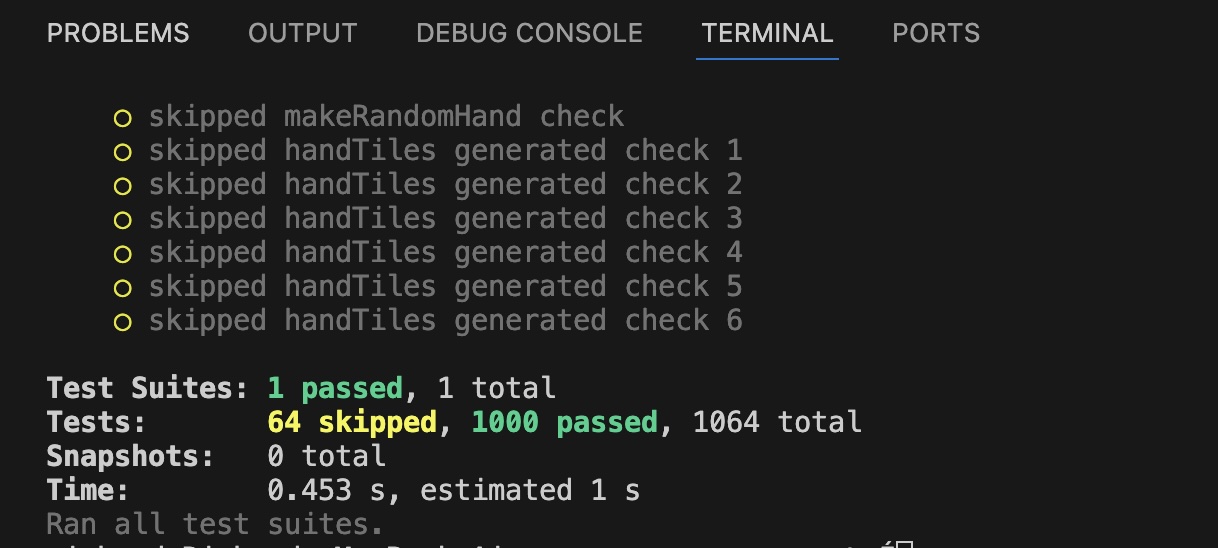 PROBLEMS OUTPUT DEBUG CONSOLE TERMINAL PORTS
○ skipped makeRandomHand check
○ skipped handTiles generated check 1
○ skipped handTiles generated check 2
○ skipped handTiles generated check 3
○ skipped handTiles generated check 4
○ skipped handTiles generated check 5
○ skipped handTiles generated check 6
Test Suites: 1 passed, 1 total
Tests: 64 skipped, 1000 passed, 1064 total
Snapshots: 0 total
Time: 0.453 s, estimated 1 s
Ran all test suites.